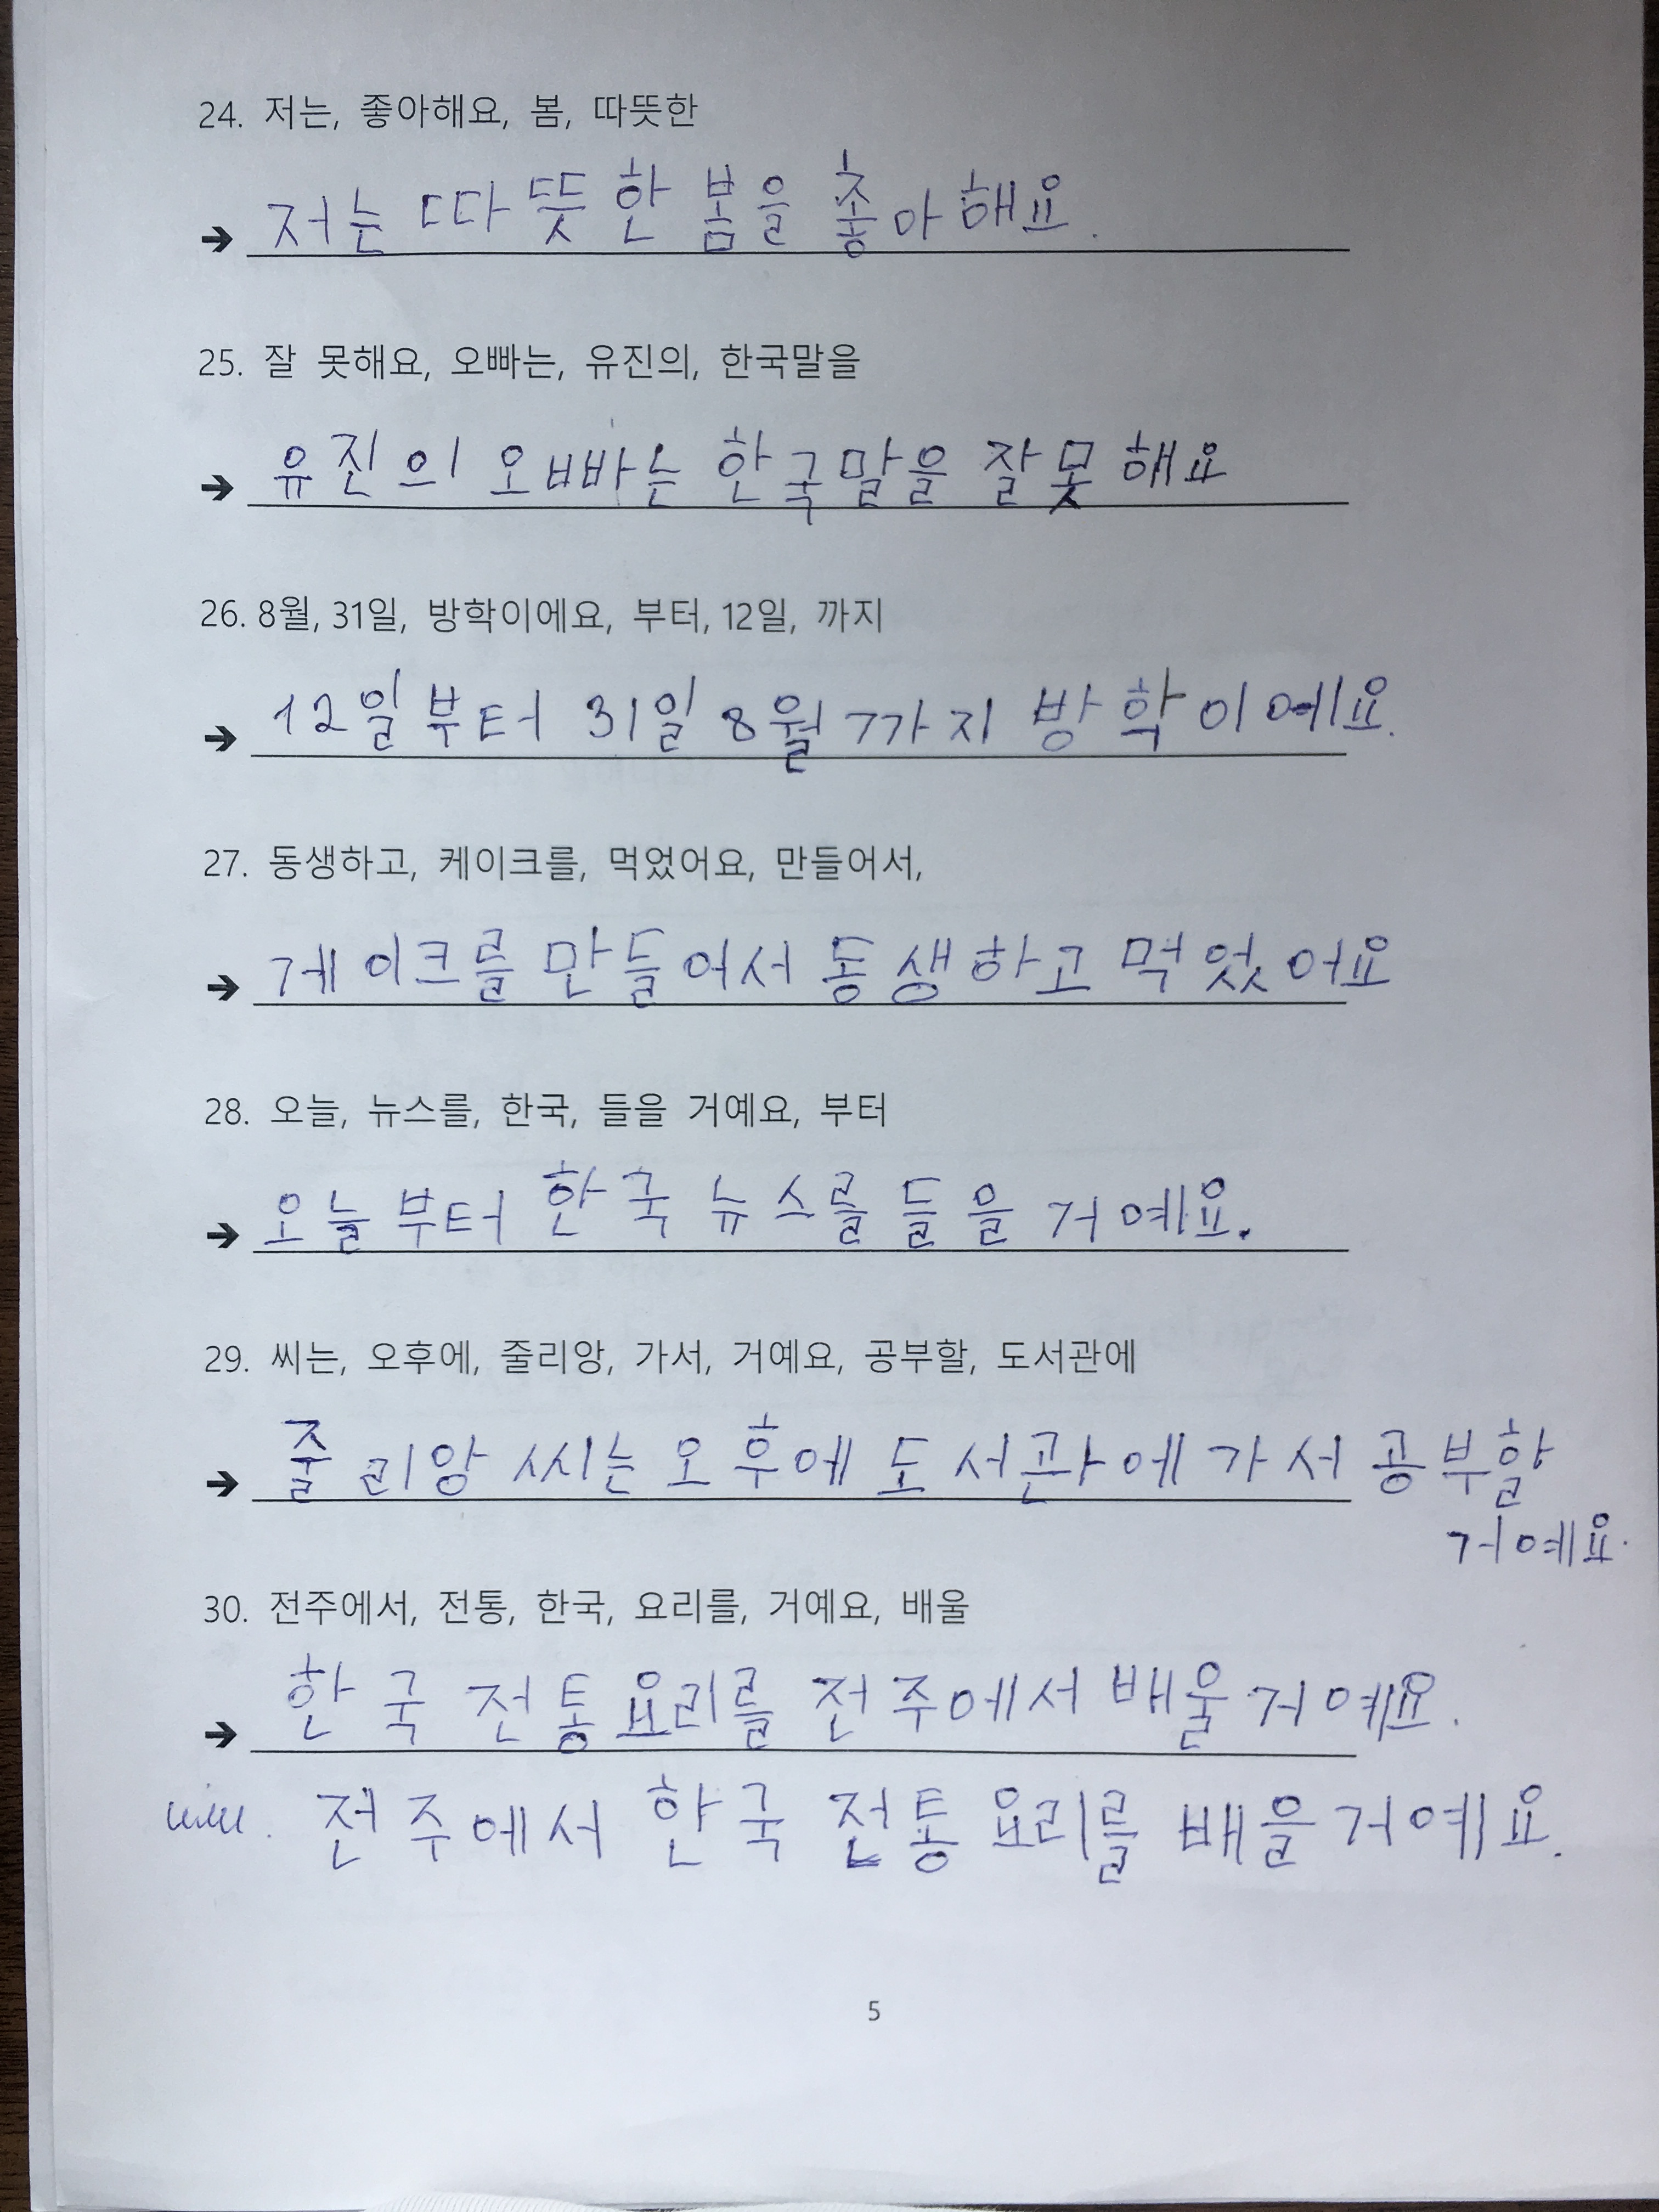 24. 저는, 좋아해요, 봄, 따뜻한
→ 저는 따뜻한 봄을 좋아해요.
25. 잘 못해요, 오빠는, 유진의, 한국말을
→ 유진의 오빠는 한국말을 잘못해요
26. 8월, 31일, 방학이에요, 부터, 12일, 까지
→ 12일부터 31일 8월 까지 방학이예요.
27. 동생하고, 케이크를, 먹었어요, 만들어서,
→ 게이크를 만들어서 동생하고 먹었어요
28. 오늘, 뉴스를, 한국, 들을 거예요, 부터
→ 오늘부터 한국 뉴스를 들을 거예요.
29. 씨는, 오후에, 줄리앙, 가서, 거예요, 공부할, 도서관에
→ 줄리앙 씨는 오후에 도서관에 가서 공부할
거예요.
30. 전주에서, 전통, 한국, 요리를, 거예요, 배울
→ 한국 전통 요리를 전주에서 배울 거예요.
или. 전주에서 한국 전통 요리를 배을 거예요.
5